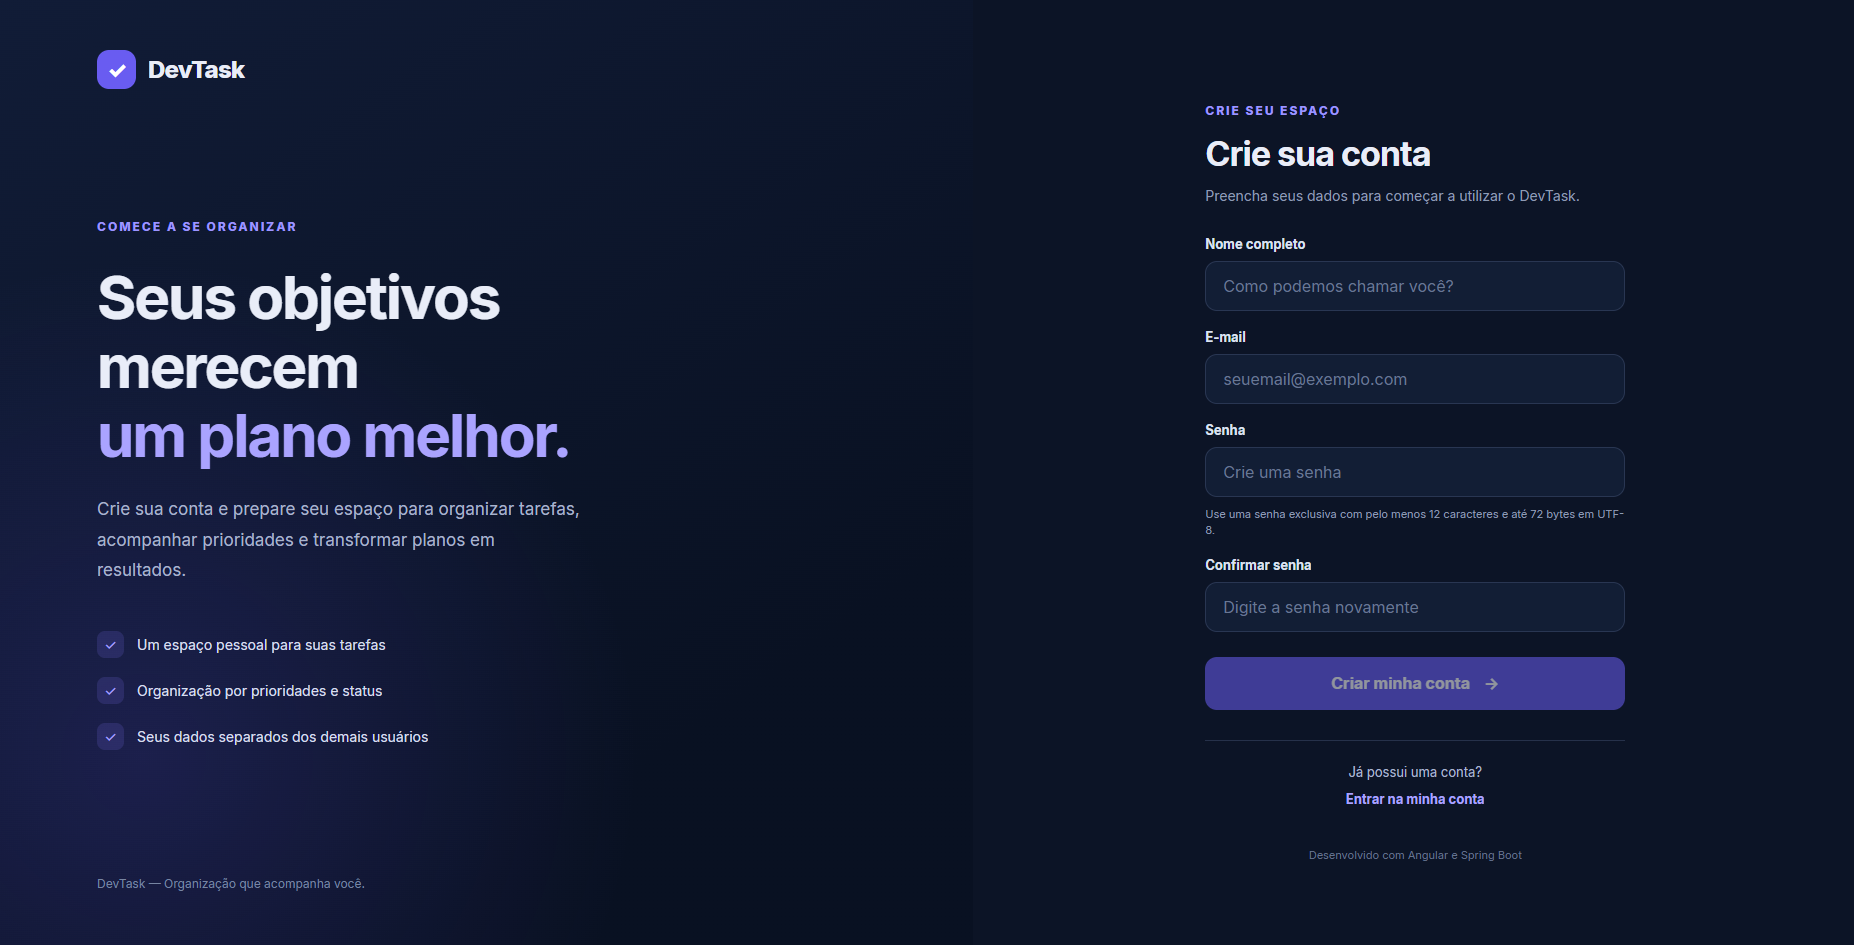 DevTask
COMECE A SE ORGANIZAR
Seus objetivos
merecem
um plano melhor.
Crie sua conta e prepare seu espaço para organizar tarefas,
acompanhar prioridades e transformar planos em
resultados.
Um espaço pessoal para suas tarefas
Organização por prioridades e status
Seus dados separados dos demais usuários
DevTask — Organização que acompanha você.
CRIE SEU ESPAÇO
Crie sua conta
Preencha seus dados para começar a utilizar o DevTask.
Nome completo
Como podemos chamar você?
E-mail
seuemail@exemplo.com
Senha
Crie uma senha
Use uma senha exclusiva com pelo menos 12 caracteres e até 72 bytes em UTF-
8.
Confirmar senha
Digite a senha novamente
Criar minha conta →
Já possui uma conta?
Entrar na minha conta
Desenvolvido com Angular e Spring Boot